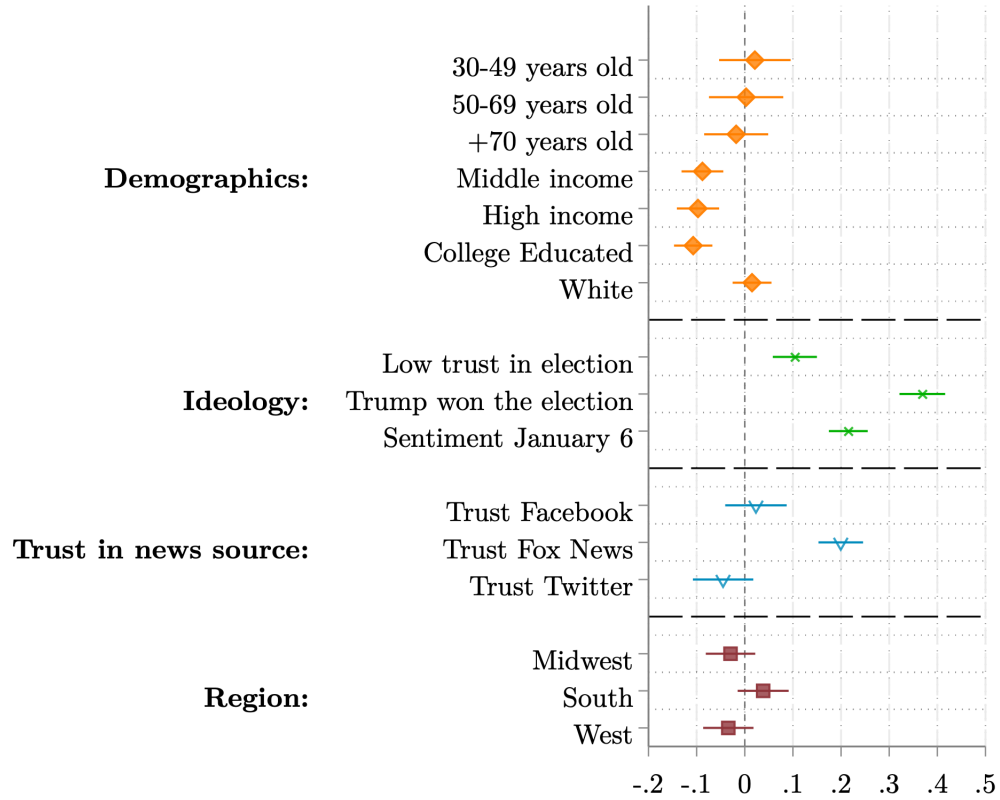 30-49 years old
50-69 years old
+70 years old
Demographics: Middle income
High income
College Educated
White
Low trust in election
Ideology: Trump won the election
Sentiment January 6
Trust Facebook
Trust in news source: Trust Fox News
Trust Twitter
Midwest
Region: South
West
-.2 -.1 0 .1 .2 .3 .4 .5